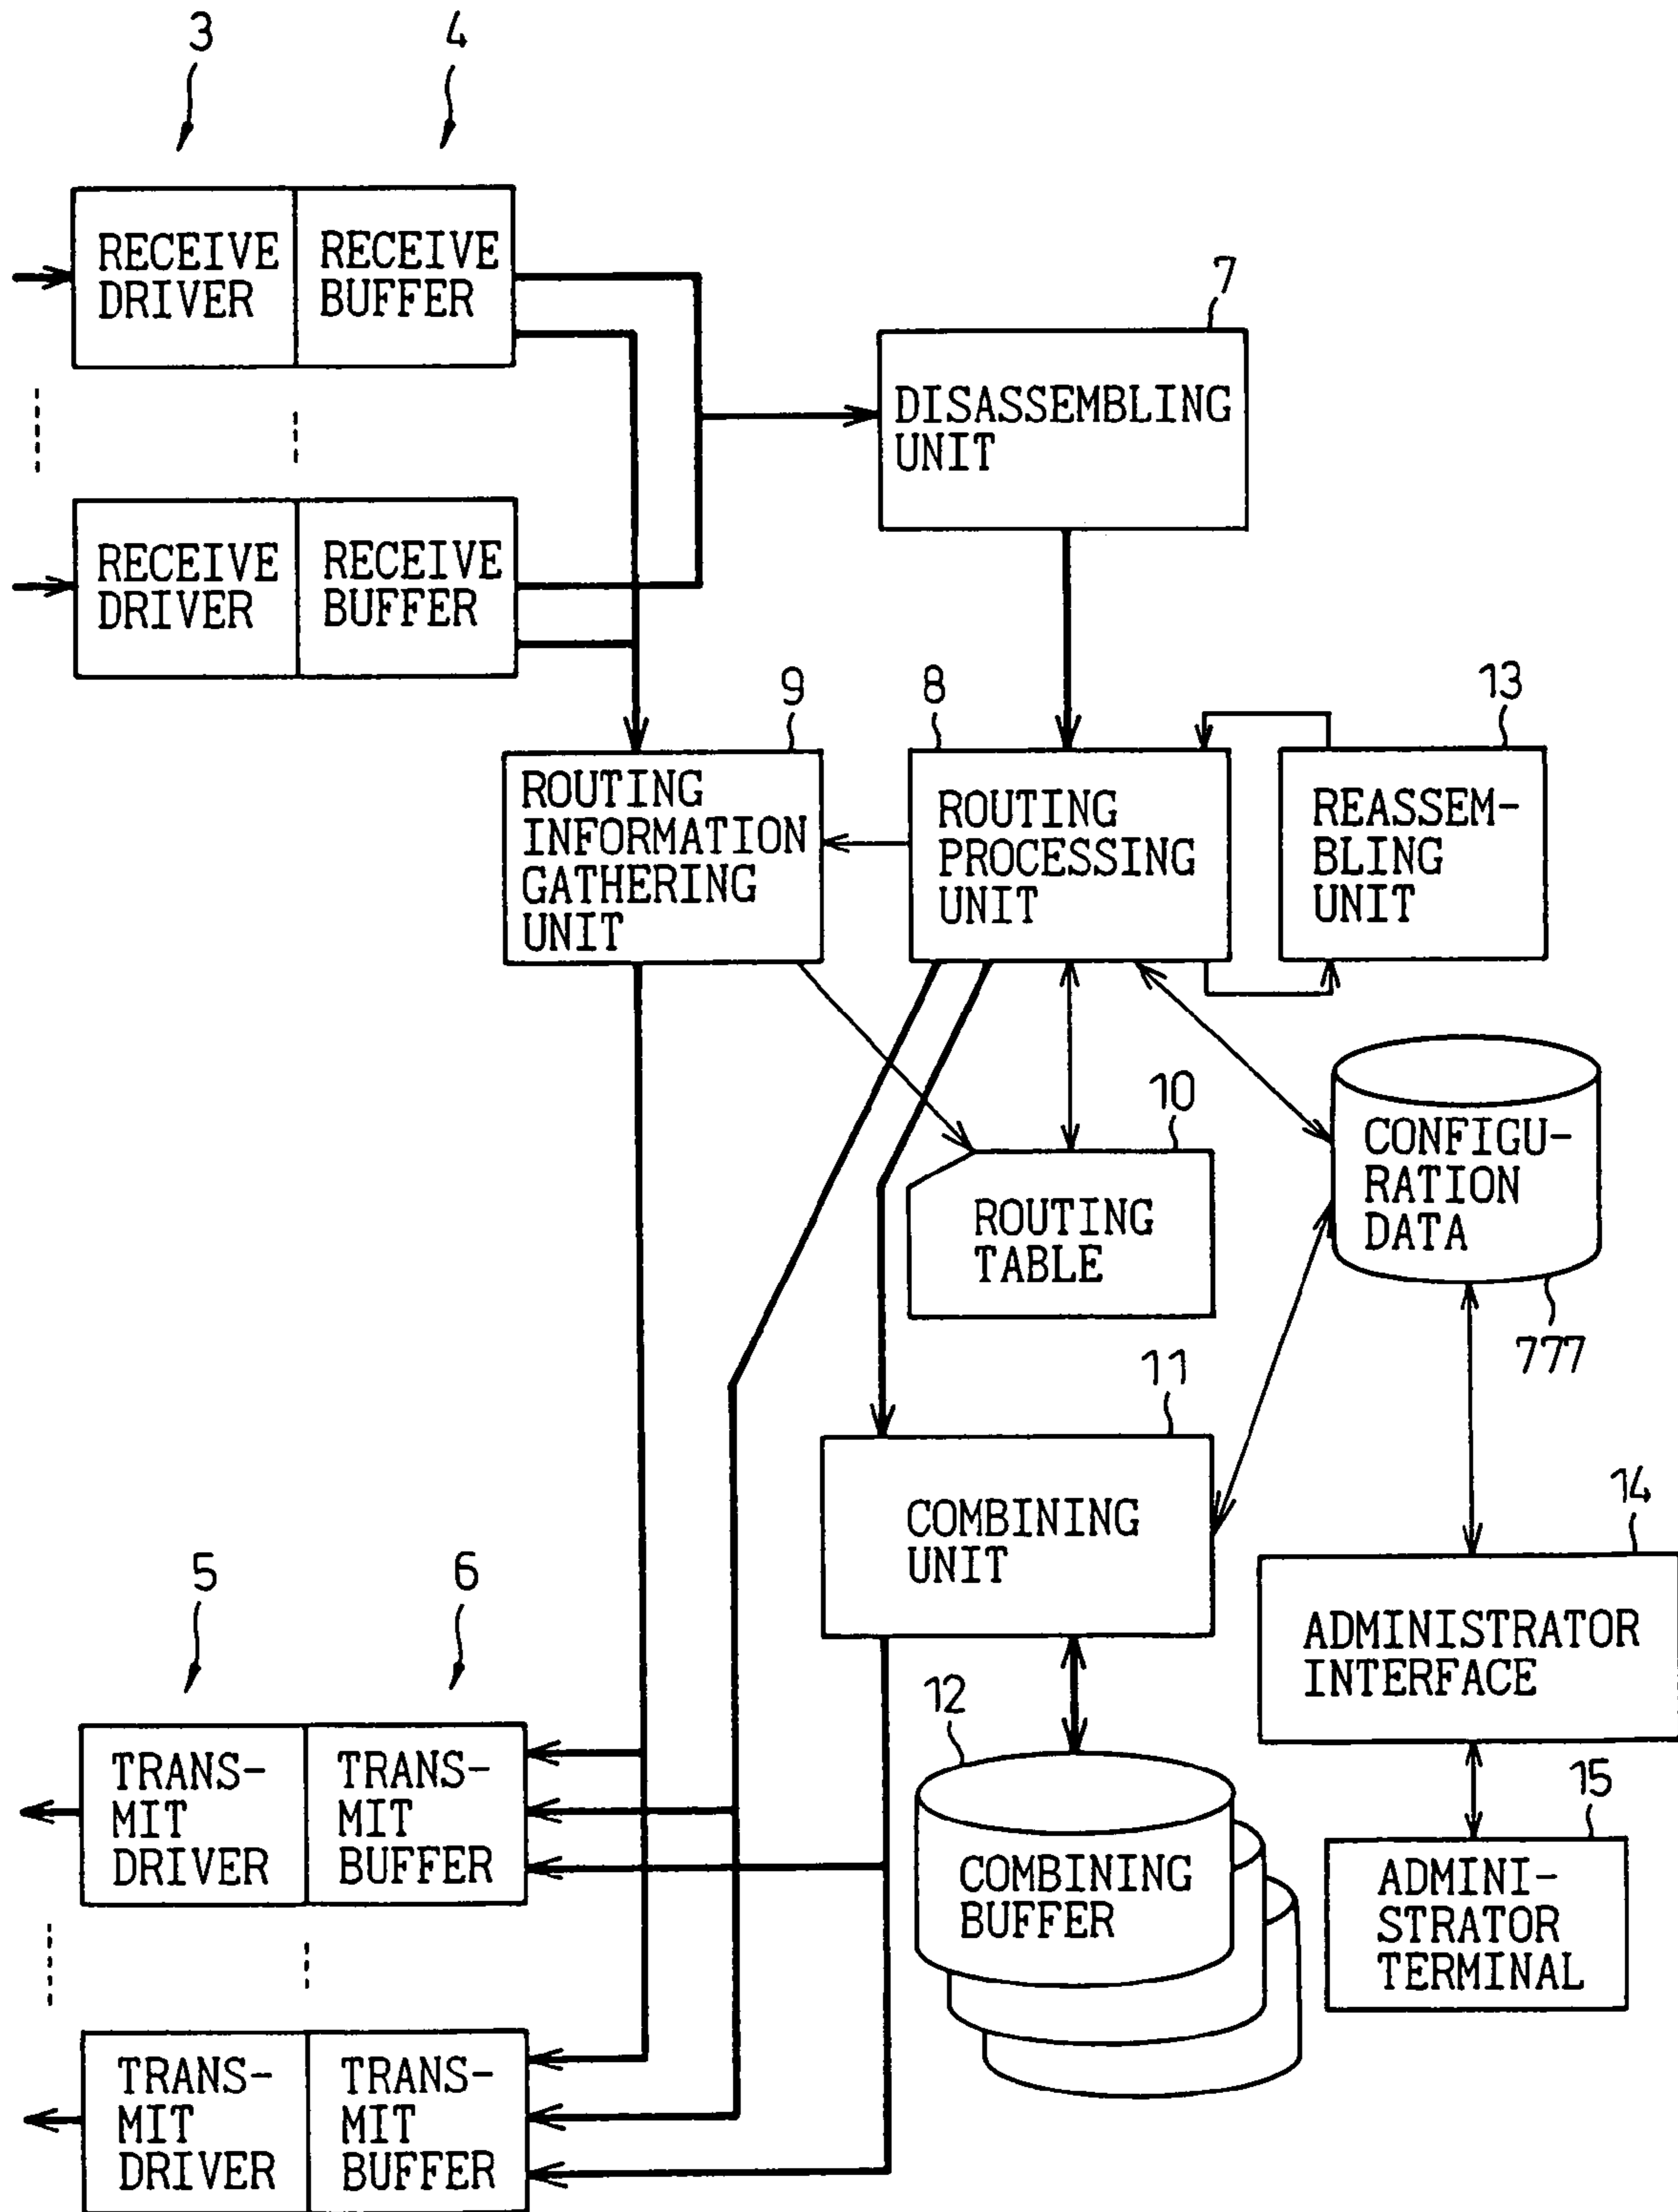 3
4
RECEIVE
DRIVER
RECEIVE
BUFFER
7
DISASSEMBLING
UNIT
RECEIVE
DRIVER
RECEIVE
BUFFER
9
8
13
ROUTING
INFORMATION
GATHERING
UNIT
ROUTING
PROCESSING
UNIT
REASSEM-
BLING
UNIT
10
ROUTING
TABLE
CONFIGU-
RATION
DATA
777
11
COMBINING
UNIT
14
ADMINISTRATOR
INTERFACE
5
6
12
COMBINING
BUFFER
15
ADMINI-
STRATOR
TERMINAL
TRANS-
MIT
DRIVER
TRANS-
MIT
BUFFER
TRANS-
MIT
DRIVER
TRANS-
MIT
BUFFER